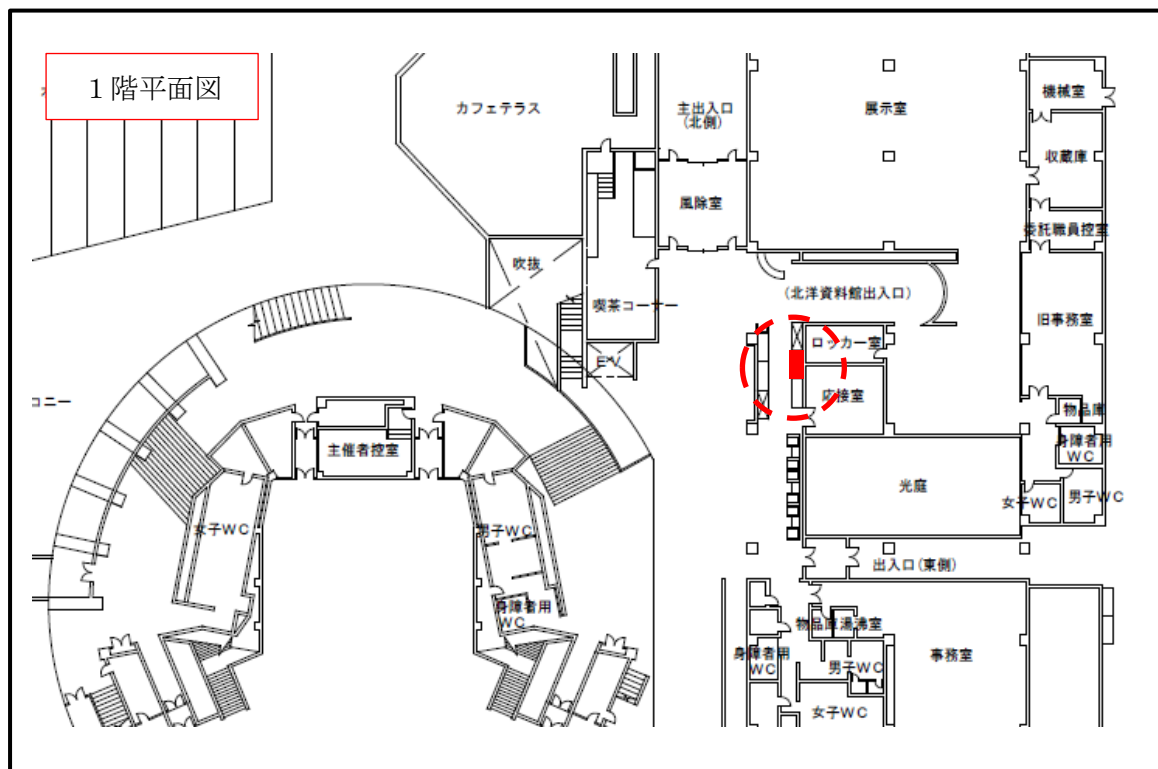 １階平面図
カフェテラス
主出入口
(北側)
展示室
機械室
収蔵庫
風除室
委託職員控室
吹抜
喫茶コーナー
(北洋資料館出入口)
旧事務室
ロッカー室
EV
応接室
コニー
物品庫
主催者控室
身障者用
WC
光庭
女子WC
男子WC
女子WC
男子WC
出入口(東側)
身障者用
WC
物品庫
湯沸室
身障者用
WC
男子WC
事務室
女子WC